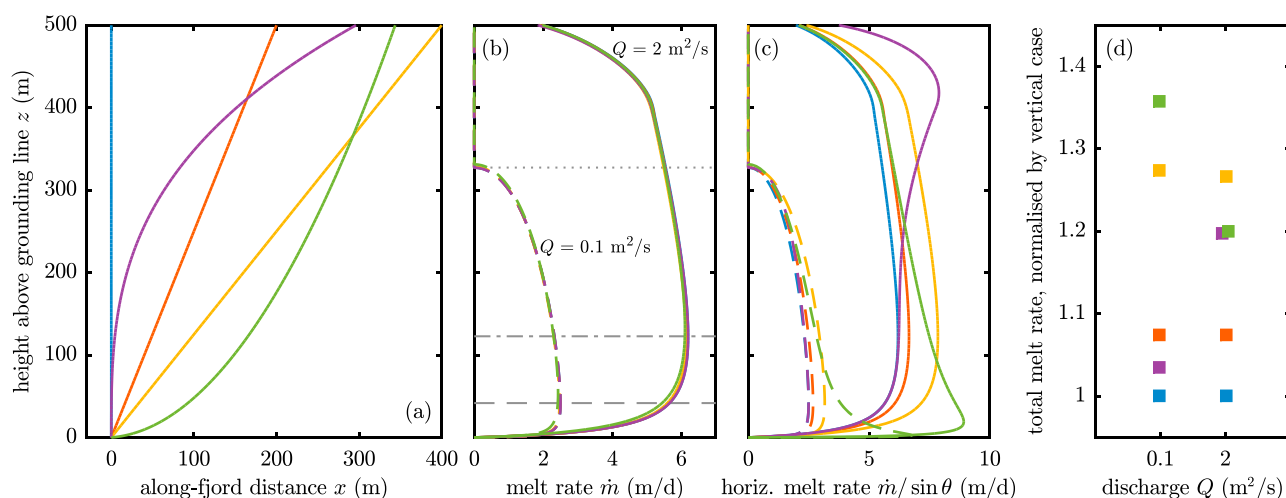 height above grounding line z (m)
500
400
300
200
100
0
(a)
0 100 200 300 400
along-fjord distance x (m)
(b)
Q = 2 m²/s
Q = 0.1 m²/s
0 2 4 6
melt rate ṁ (m/d)
(c)
0 5 10
horiz. melt rate ṁ/ sin θ (m/d)
total melt rate, normalised by vertical case
(d)
1.4
1.3
1.2
1.1
1
0.1 2
discharge Q (m²/s)